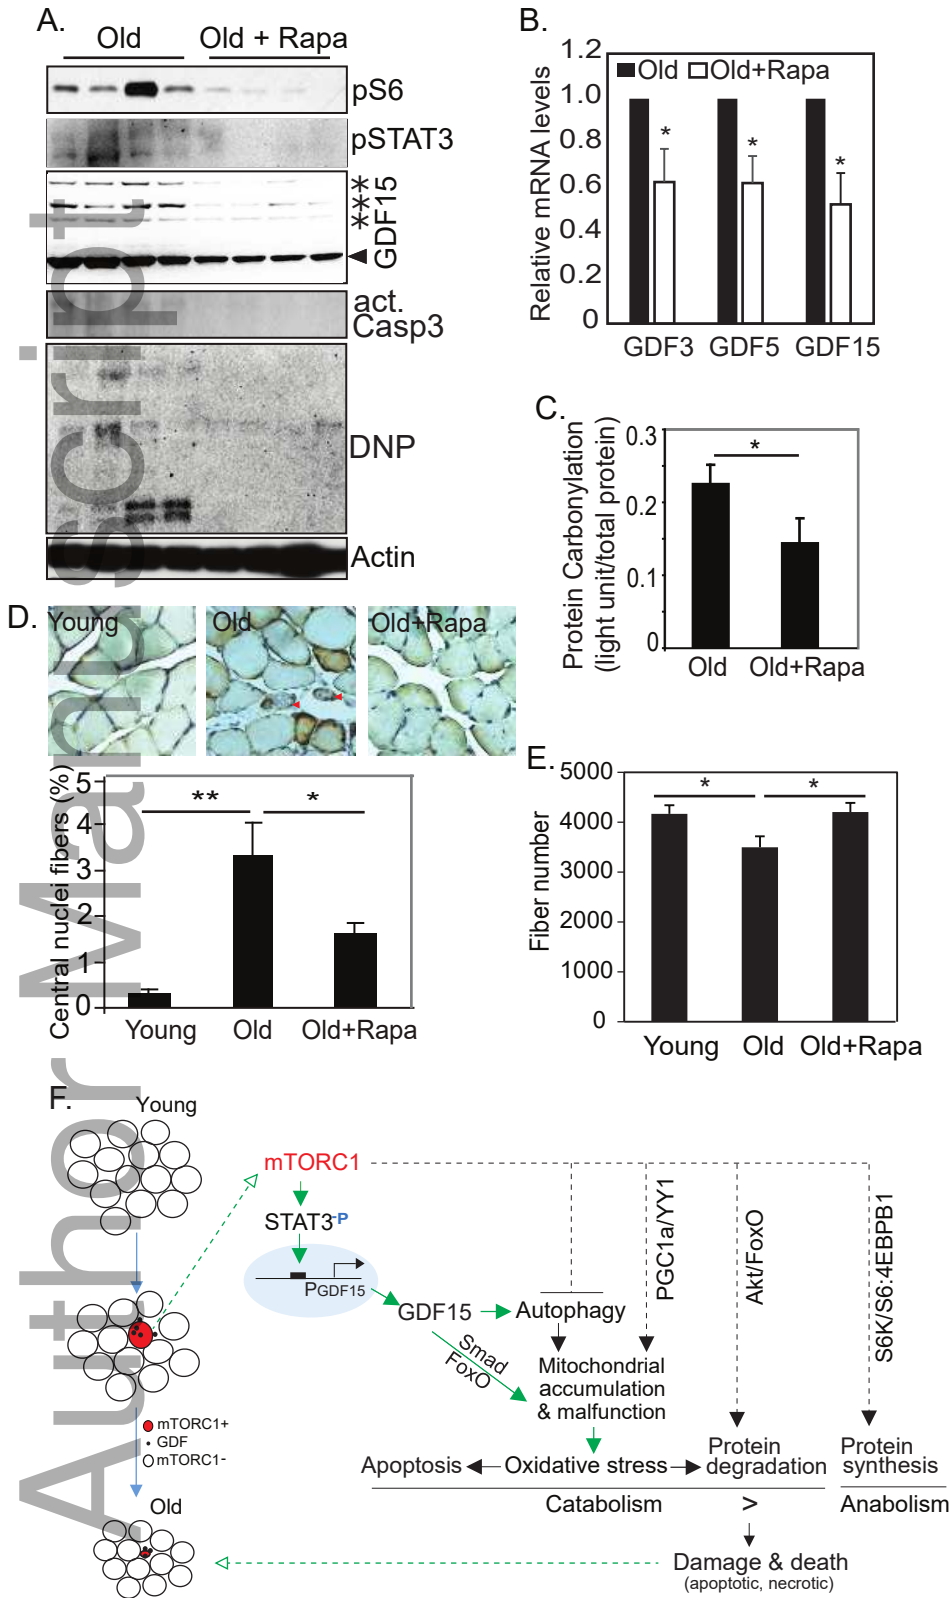 A.
Old
Old + Rapa
pS6
pSTAT3
*
*
*
GDF15
act.
Casp3
DNP
Actin
B.
Relative mRNA levels
1.2
1.0
0.8
0.6
0.4
0.2
0
Old
Old+Rapa
*
*
*
GDF3
GDF5
GDF15
C.
Protein Carbonylation
(light unit/total protein)
0.3
0.2
0.1
0
*
Old
Old+Rapa
D.
Young
Old
Old+Rapa
Central nuclei fibers (%)
5
4
3
2
1
0
**
*
Young
Old
Old+Rapa
E.
Fiber number
5000
4000
3000
2000
1000
0
*
*
Young
Old
Old+Rapa
F.
Young
mTORC1+
GDF
mTORC1-
Old
mTORC1
STAT3-P
PGDF15
GDF15
Autophagy
Smad
FoxO
PGC1a/YY1
Akt/FoxO
S6K/S6:4EBPB1
Mitochondrial
accumulation
& malfunction
Apoptosis
Oxidative stress
Protein
degradation
Protein
synthesis
Catabolism
>
Anabolism
Damage & death
(apoptotic, necrotic)
Author Manuscript